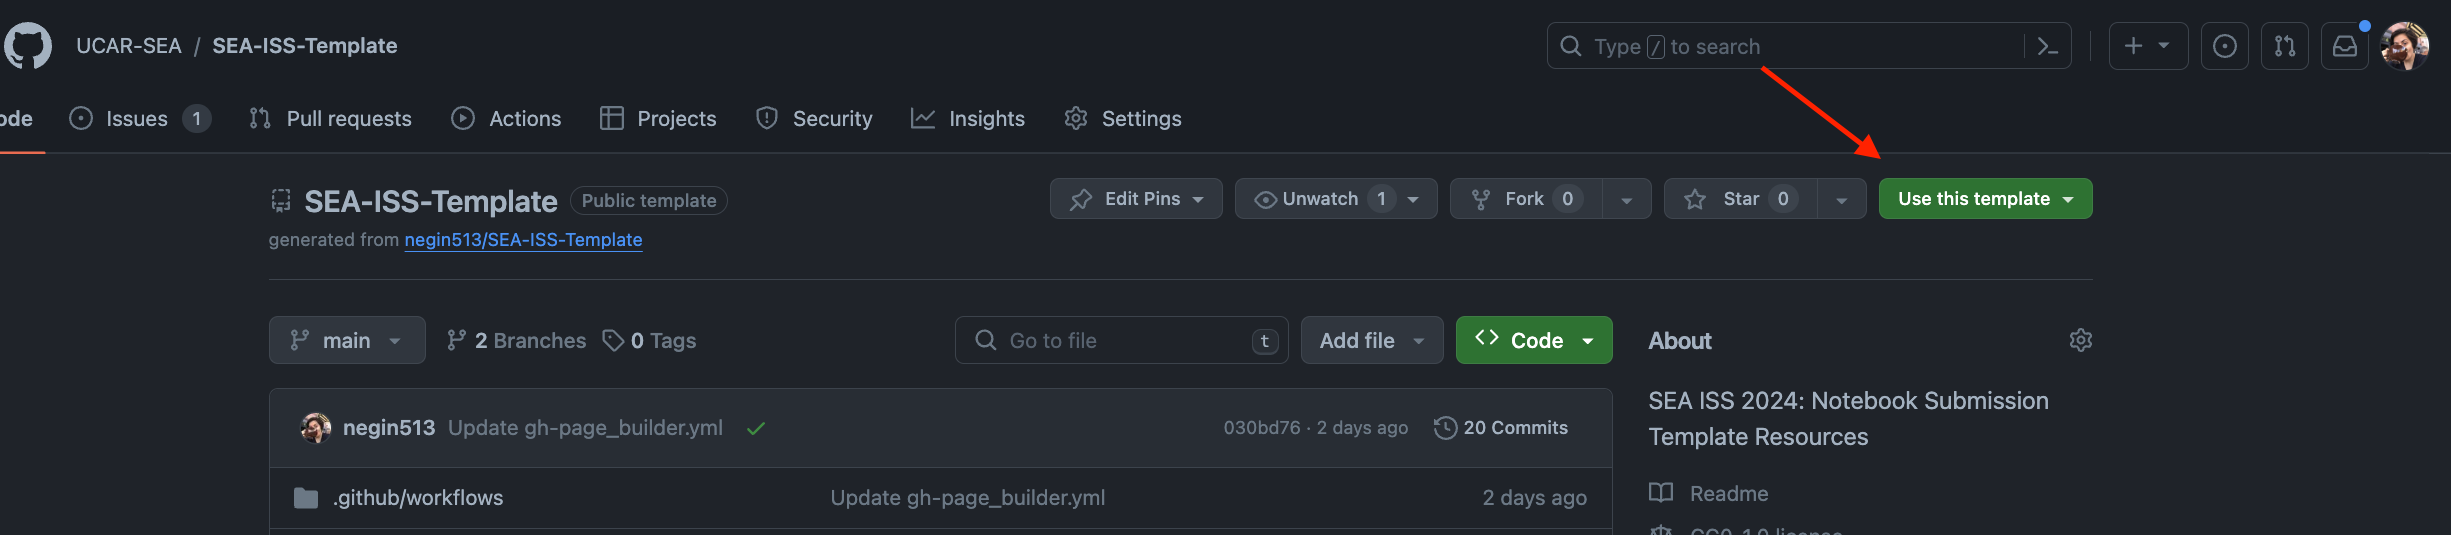 UCAR-SEA / SEA-ISS-Template
Type / to search
ode Issues 1 Pull requests Actions Projects Security Insights Settings
SEA-ISS-Template Public template
Edit Pins Unwatch 1 Fork 0 Star 0 Use this template
generated from negin513/SEA-ISS-Template
main 2 Branches 0 Tags Go to file t Add file <> Code
About
SEA ISS 2024: Notebook Submission
Template Resources
negin513 Update gh-page_builder.yml 030bd76 · 2 days ago 20 Commits
.github/workflows Update gh-page_builder.yml 2 days ago
Readme
CC0-1.0 license